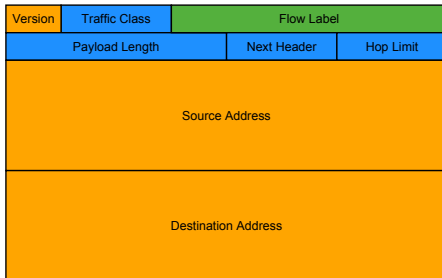 Version Traffic Class Flow Label
Payload Length Next Header Hop Limit
Source Address
Destination Address